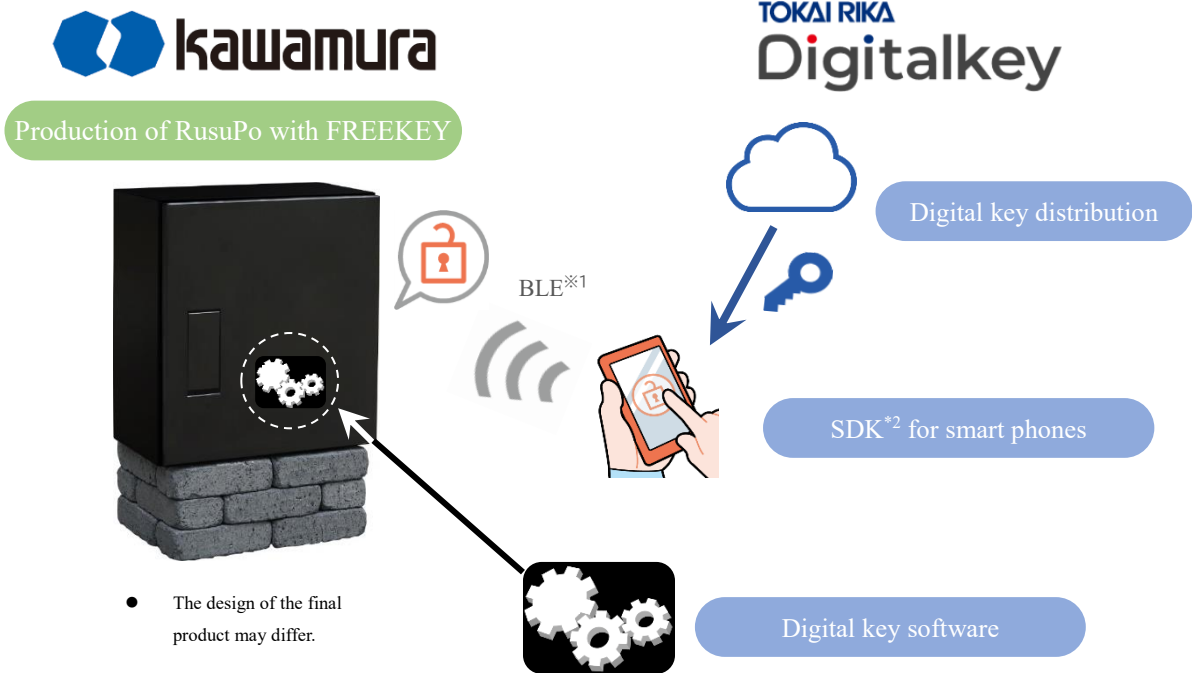 kawamura
TOKAI RIKA
Digitalkey
Production of RusuPo with FREEKEY
Digital key distribution
BLE※1
SDK*2 for smart phones
● The design of the final
product may differ.
Digital key software